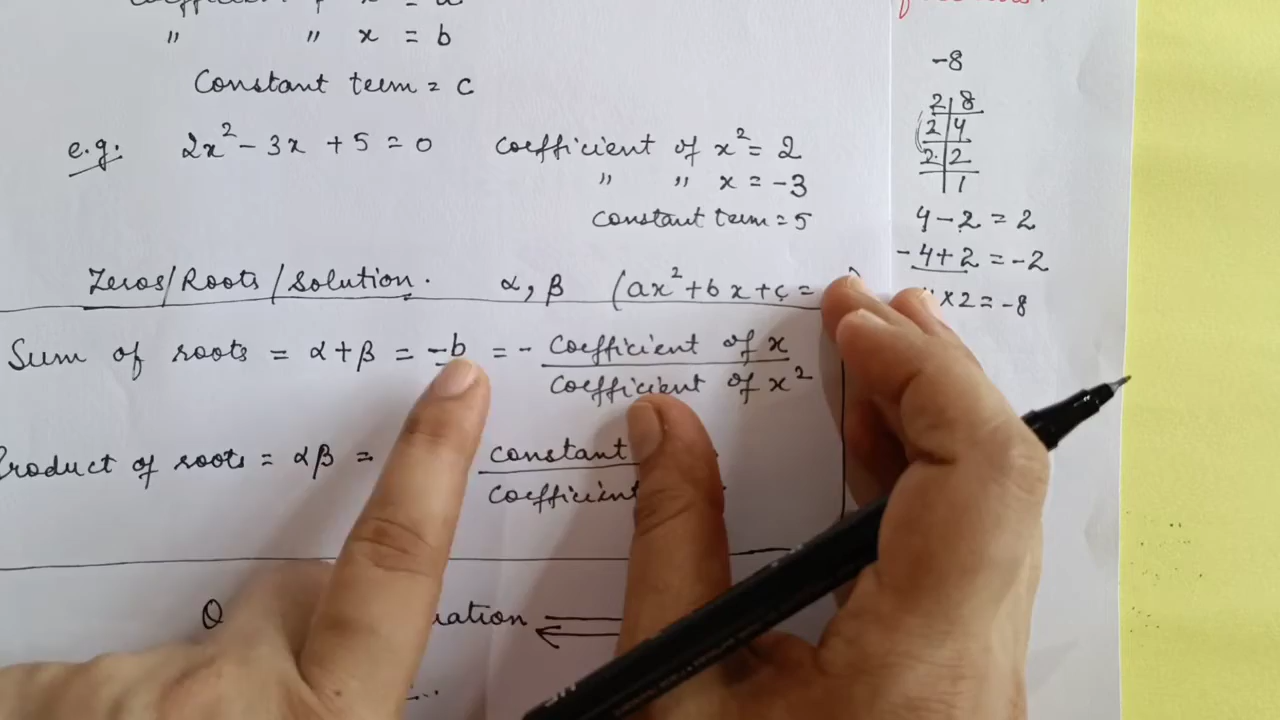 " " x = b
Constant term = c
e.g. 2x² - 3x + 5 = 0 coefficient of x² = 2
" " x = -3
constant term = 5
Zeros/Roots/Solution. α, β (ax² + bx + c =
Sum of roots = α + β = -b = - coefficient of x / coefficient of x²
Product of roots = αβ = constant / coefficient
-8
2 | 8
2 | 4
2 | 2
1
4 - 2 = 2
-4 + 2 = -2
x 2 = -8